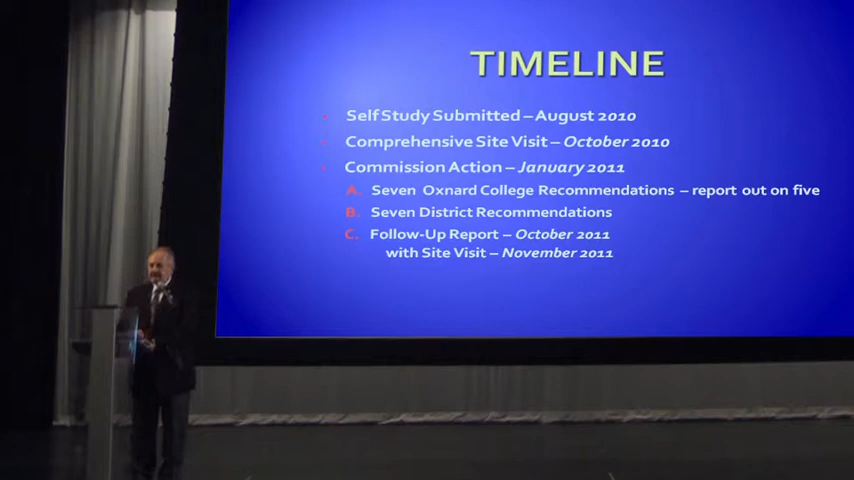 TIMELINE
Self Study Submitted – August 2010
Comprehensive Site Visit – October 2010
Commission Action – January 2011
A. Seven Oxnard College Recommendations – report out on five
B. Seven District Recommendations
C. Follow-Up Report – October 2011
with Site Visit – November 2011